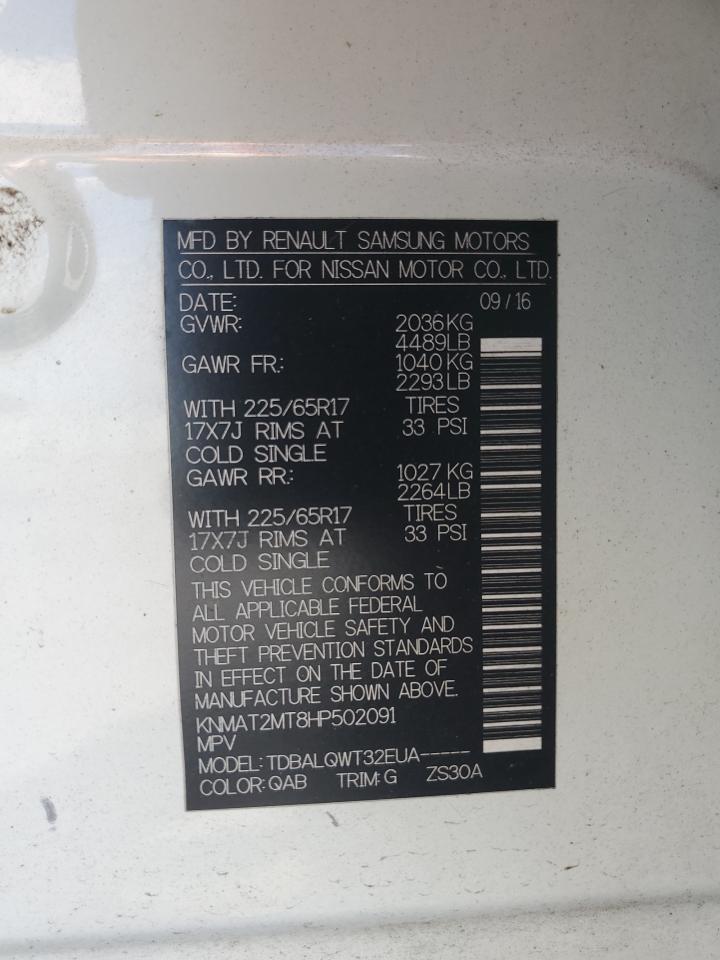 MFD BY RENAULT SAMSUNG MOTORS
CO., LTD. FOR NISSAN MOTOR CO., LTD.
DATE: 09 / 16
GVWR: 2036KG
4489LB
GAWR FR.: 1040 KG
2293 LB
WITH 225/65R17 TIRES
17X7J RIMS AT 33 PSI
COLD SINGLE
GAWR RR.: 1027 KG
2264LB
WITH 225/65R17 TIRES
17X7J RIMS AT 33 PSI
COLD SINGLE
THIS VEHICLE CONFORMS TO
ALL APPLICABLE FEDERAL
MOTOR VEHICLE SAFETY AND
THEFT PREVENTION STANDARDS
IN EFFECT ON THE DATE OF
MANUFACTURE SHOWN ABOVE.
KNMAT2MT8HP502091
MPV
MODEL: TDBALQWT32EUA-----
COLOR: QAB TRIM: G ZS30A